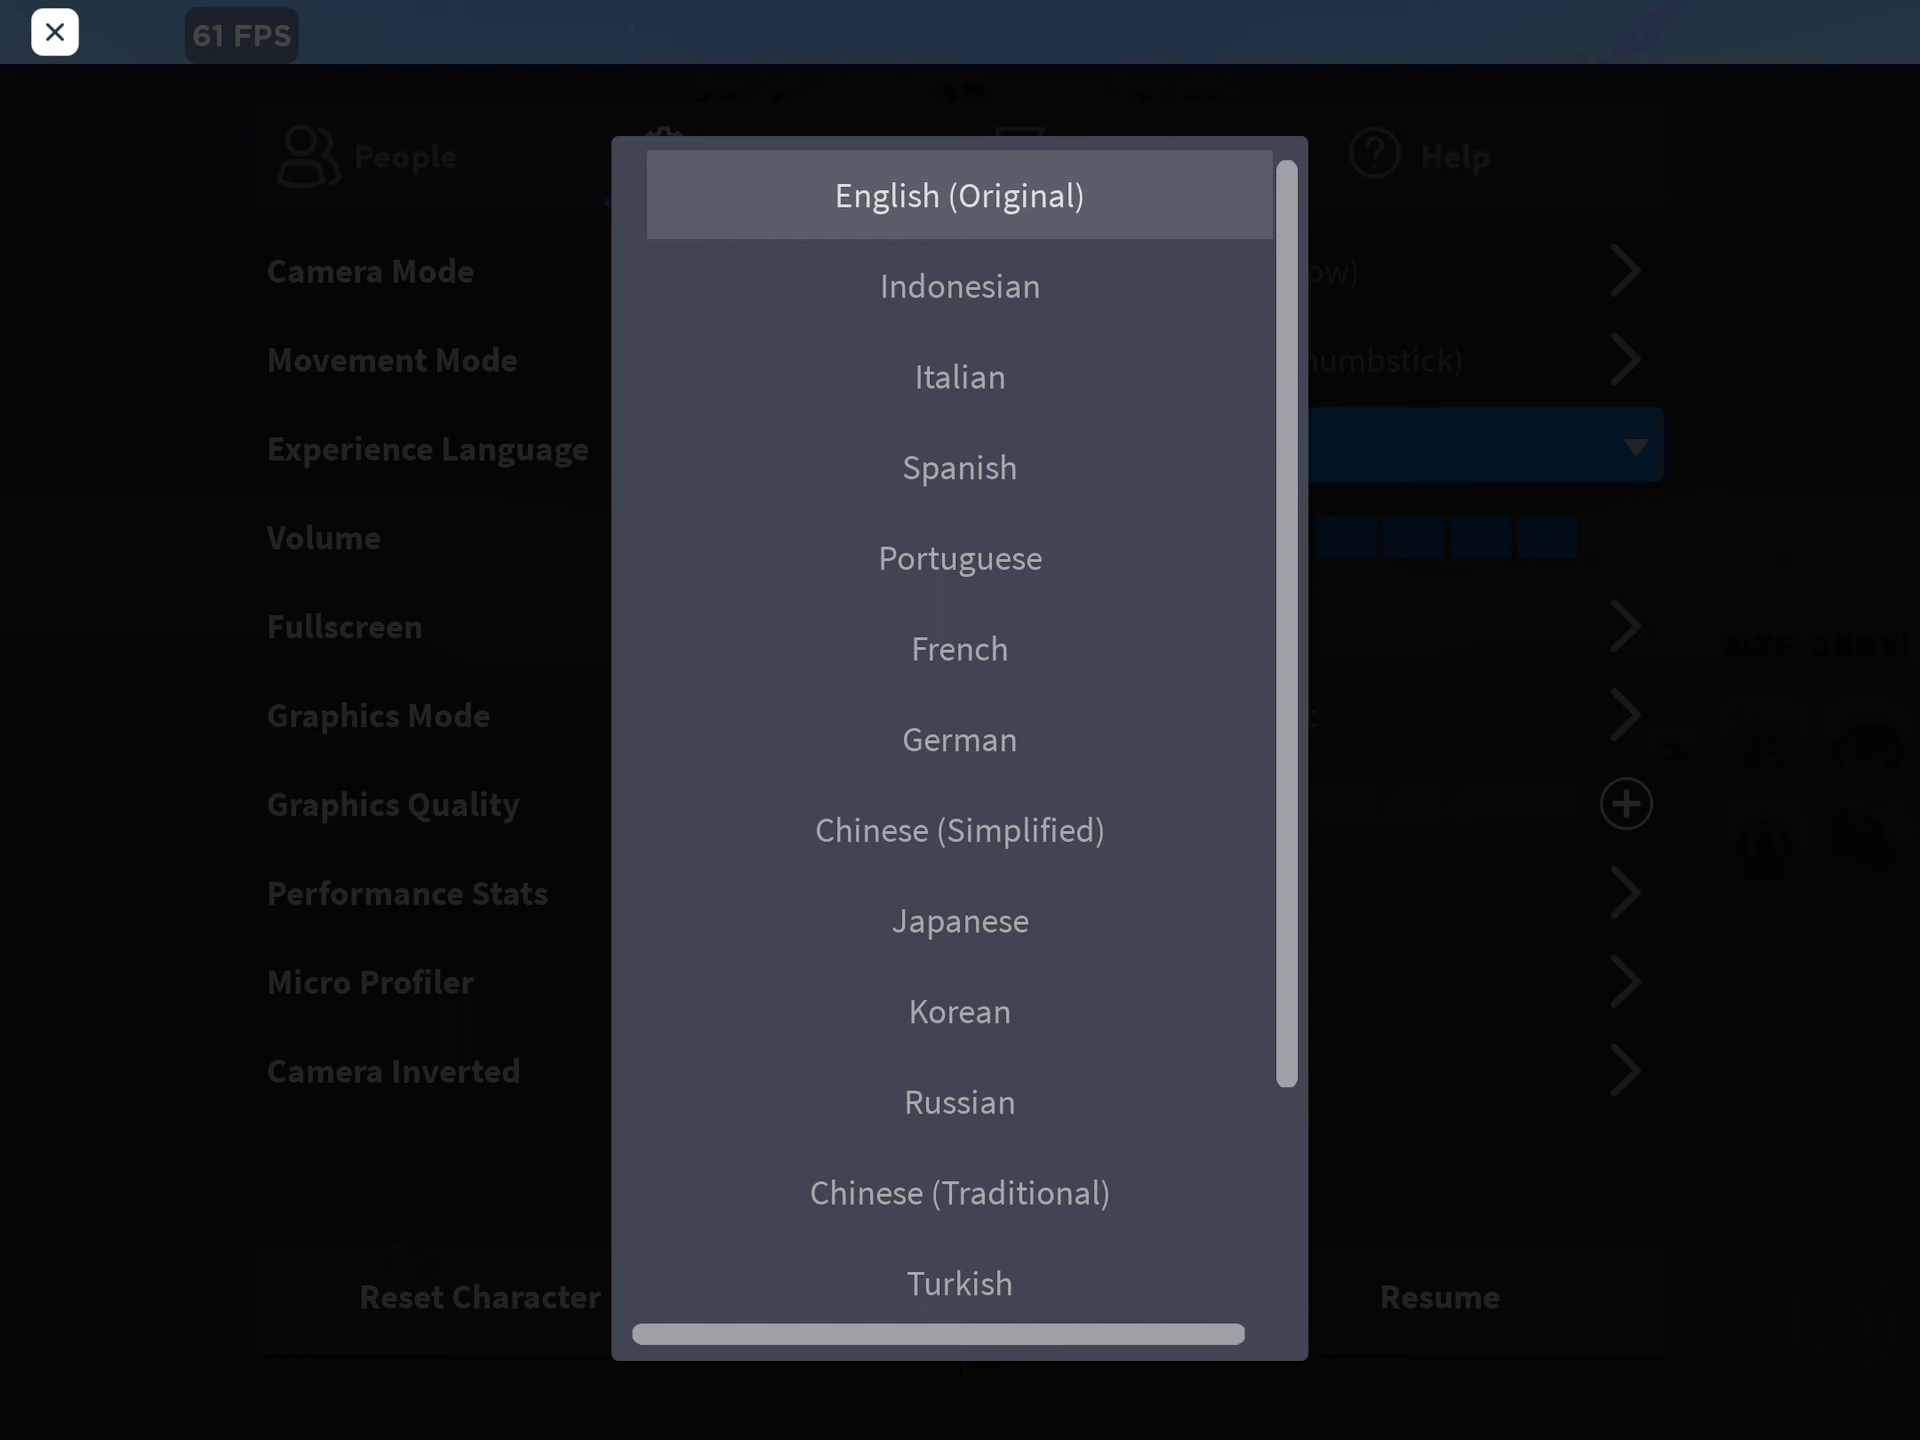 61 FPS
People
Help
English (Original)
Indonesian
Italian
Spanish
Portuguese
French
German
Chinese (Simplified)
Japanese
Korean
Russian
Chinese (Traditional)
Turkish
Camera Mode
Movement Mode
Experience Language
Volume
Fullscreen
Graphics Mode
Graphics Quality
Performance Stats
Micro Profiler
Camera Inverted
Reset Character
Resume